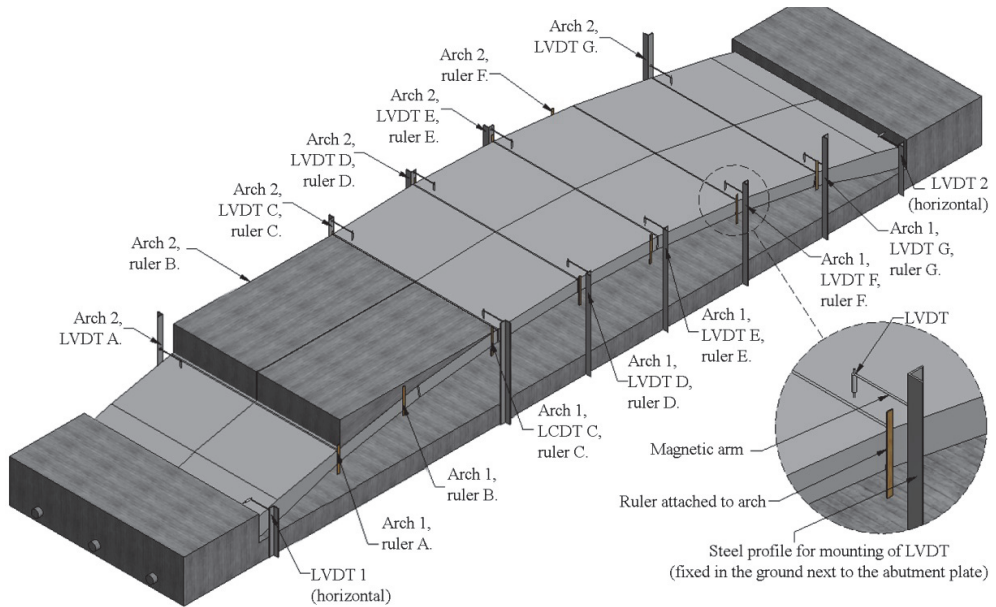 Arch 2,
LVDT G.
Arch 2,
ruler F.
Arch 2,
LVDT E,
ruler E.
Arch 2,
LVDT D,
ruler D.
Arch 2,
LVDT C,
ruler C.
Arch 2,
ruler B.
Arch 2,
LVDT A.
LVDT 2
(horizontal)
Arch 1,
LVDT G,
ruler G.
Arch 1,
LVDT F,
ruler F.
Arch 1,
LVDT E,
ruler E.
Arch 1,
LVDT D,
ruler D.
Arch 1,
LCDT C,
ruler C.
Arch 1,
ruler B.
Arch 1,
ruler A.
LVDT 1
(horizontal)
LVDT
Magnetic arm
Ruler attached to arch
Steel profile for mounting of LVDT
(fixed in the ground next to the abutment plate)